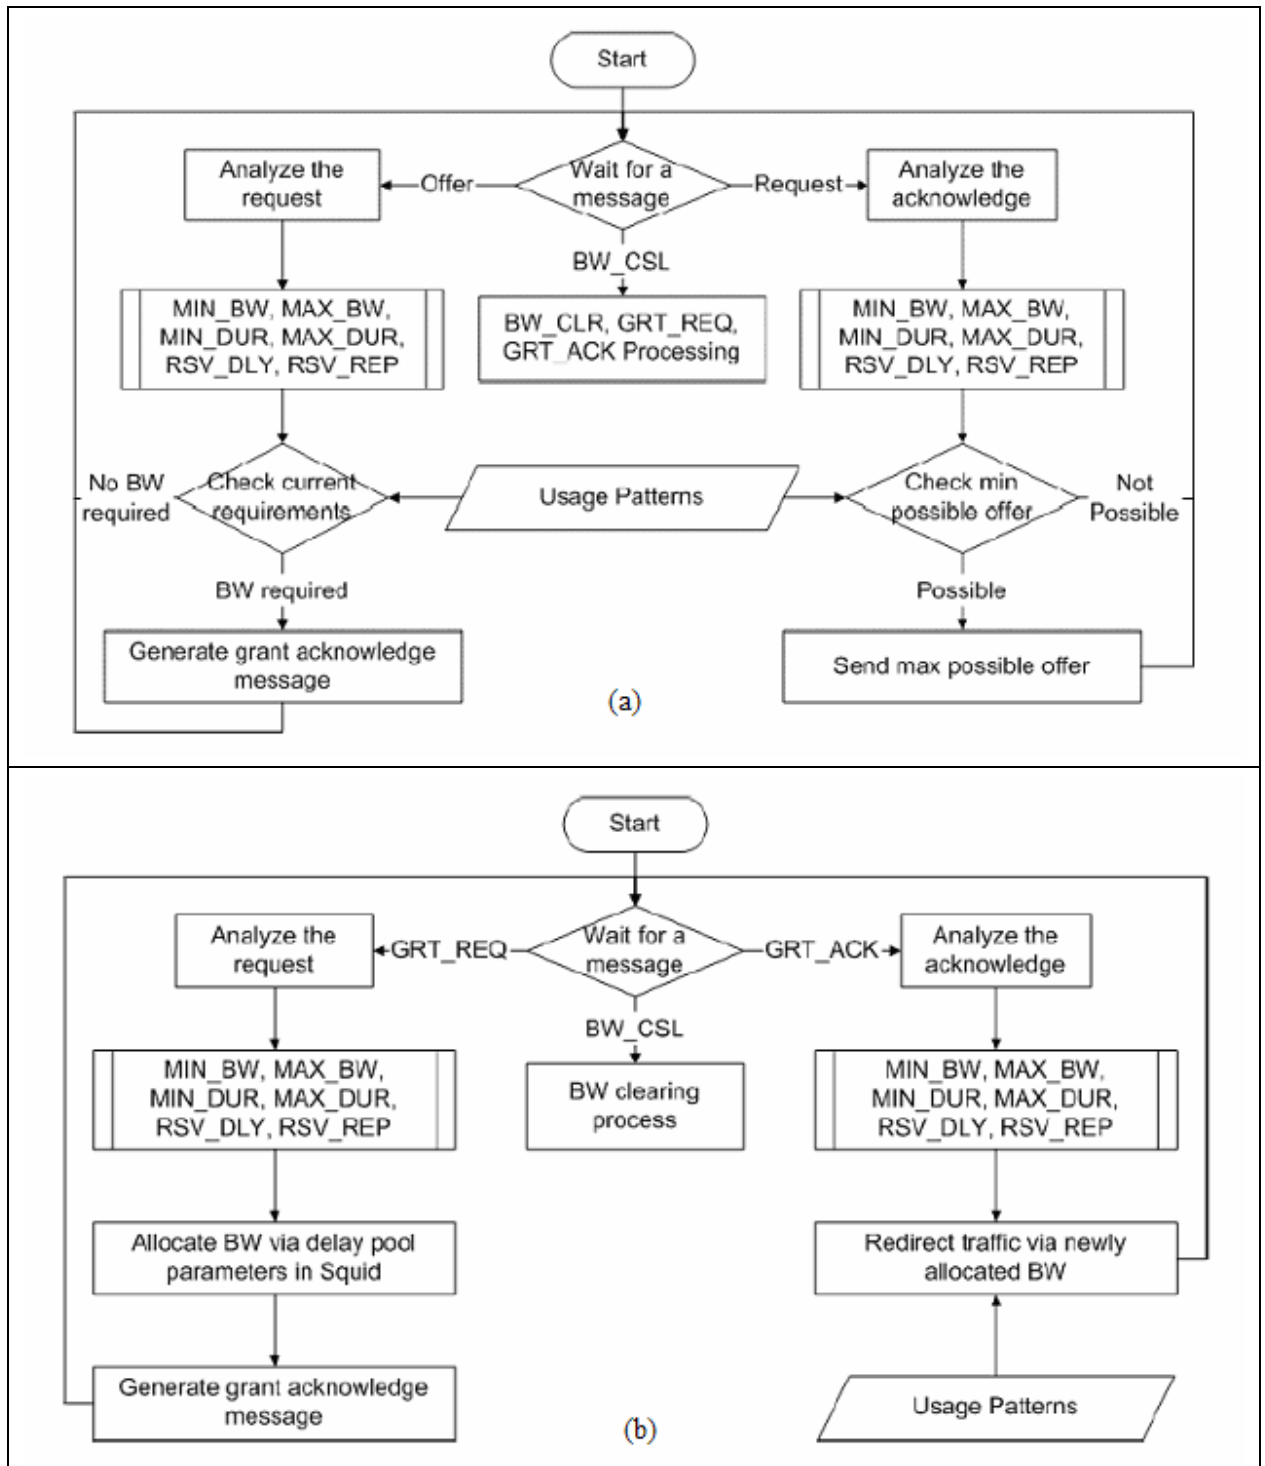 Start
Wait for a
message
Offer
Request
BW_CSL
Analyze the
request
MIN_BW, MAX_BW,
MIN_DUR, MAX_DUR,
RSV_DLY, RSV_REP
BW_CLR, GRT_REQ,
GRT_ACK Processing
Analyze the
acknowledge
MIN_BW, MAX_BW,
MIN_DUR, MAX_DUR,
RSV_DLY, RSV_REP
No BW
required
Check current
requirements
Usage Patterns
Check min
possible offer
Not
Possible
BW required
Possible
Generate grant acknowledge
message
Send max possible offer
(a)
Start
Wait for a
message
GRT_REQ
GRT_ACK
BW_CSL
Analyze the
request
Analyze the
acknowledge
MIN_BW, MAX_BW,
MIN_DUR, MAX_DUR,
RSV_DLY, RSV_REP
BW clearing
process
MIN_BW, MAX_BW,
MIN_DUR, MAX_DUR,
RSV_DLY, RSV_REP
Allocate BW via delay pool
parameters in Squid
Redirect traffic via newly
allocated BW
Generate grant acknowledge
message
Usage Patterns
(b)